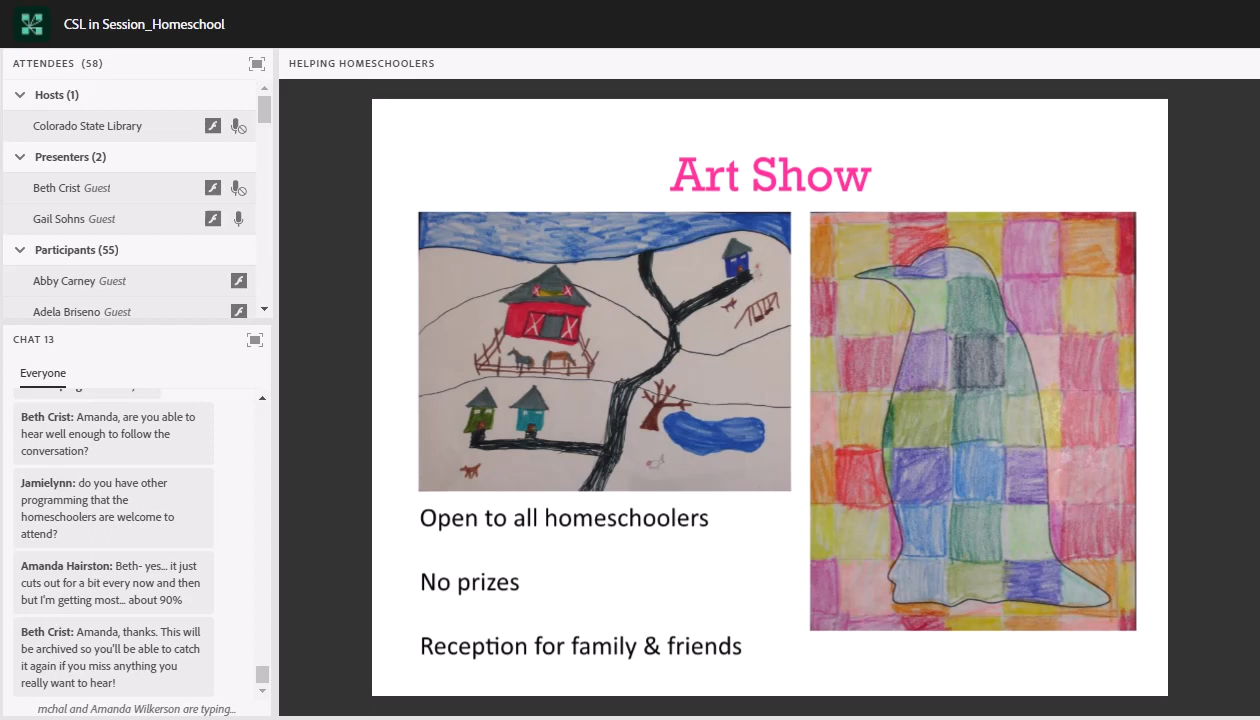 CSL in Session_Homeschool
ATTENDEES (58)
Hosts (1)
Colorado State Library
Presenters (2)
Beth Crist Guest
Gail Sohns Guest
Participants (55)
Abby Carney Guest
Adela Briseno Guest
CHAT 13
Everyone
Beth Crist: Amanda, are you able to
hear well enough to follow the
conversation?
Jamielynn: do you have other
programming that the
homeschoolers are welcome to
attend?
Amanda Hairston: Beth- yes... it just
cuts out for a bit every now and then
but I'm getting most... about 90%
Beth Crist: Amanda, thanks. This will
be archived so you'll be able to catch
it again if you miss anything you
really want to hear!
mchal and Amanda Wilkerson are typing...
HELPING HOMESCHOOLERS
Art Show
Open to all homeschoolers
No prizes
Reception for family & friends